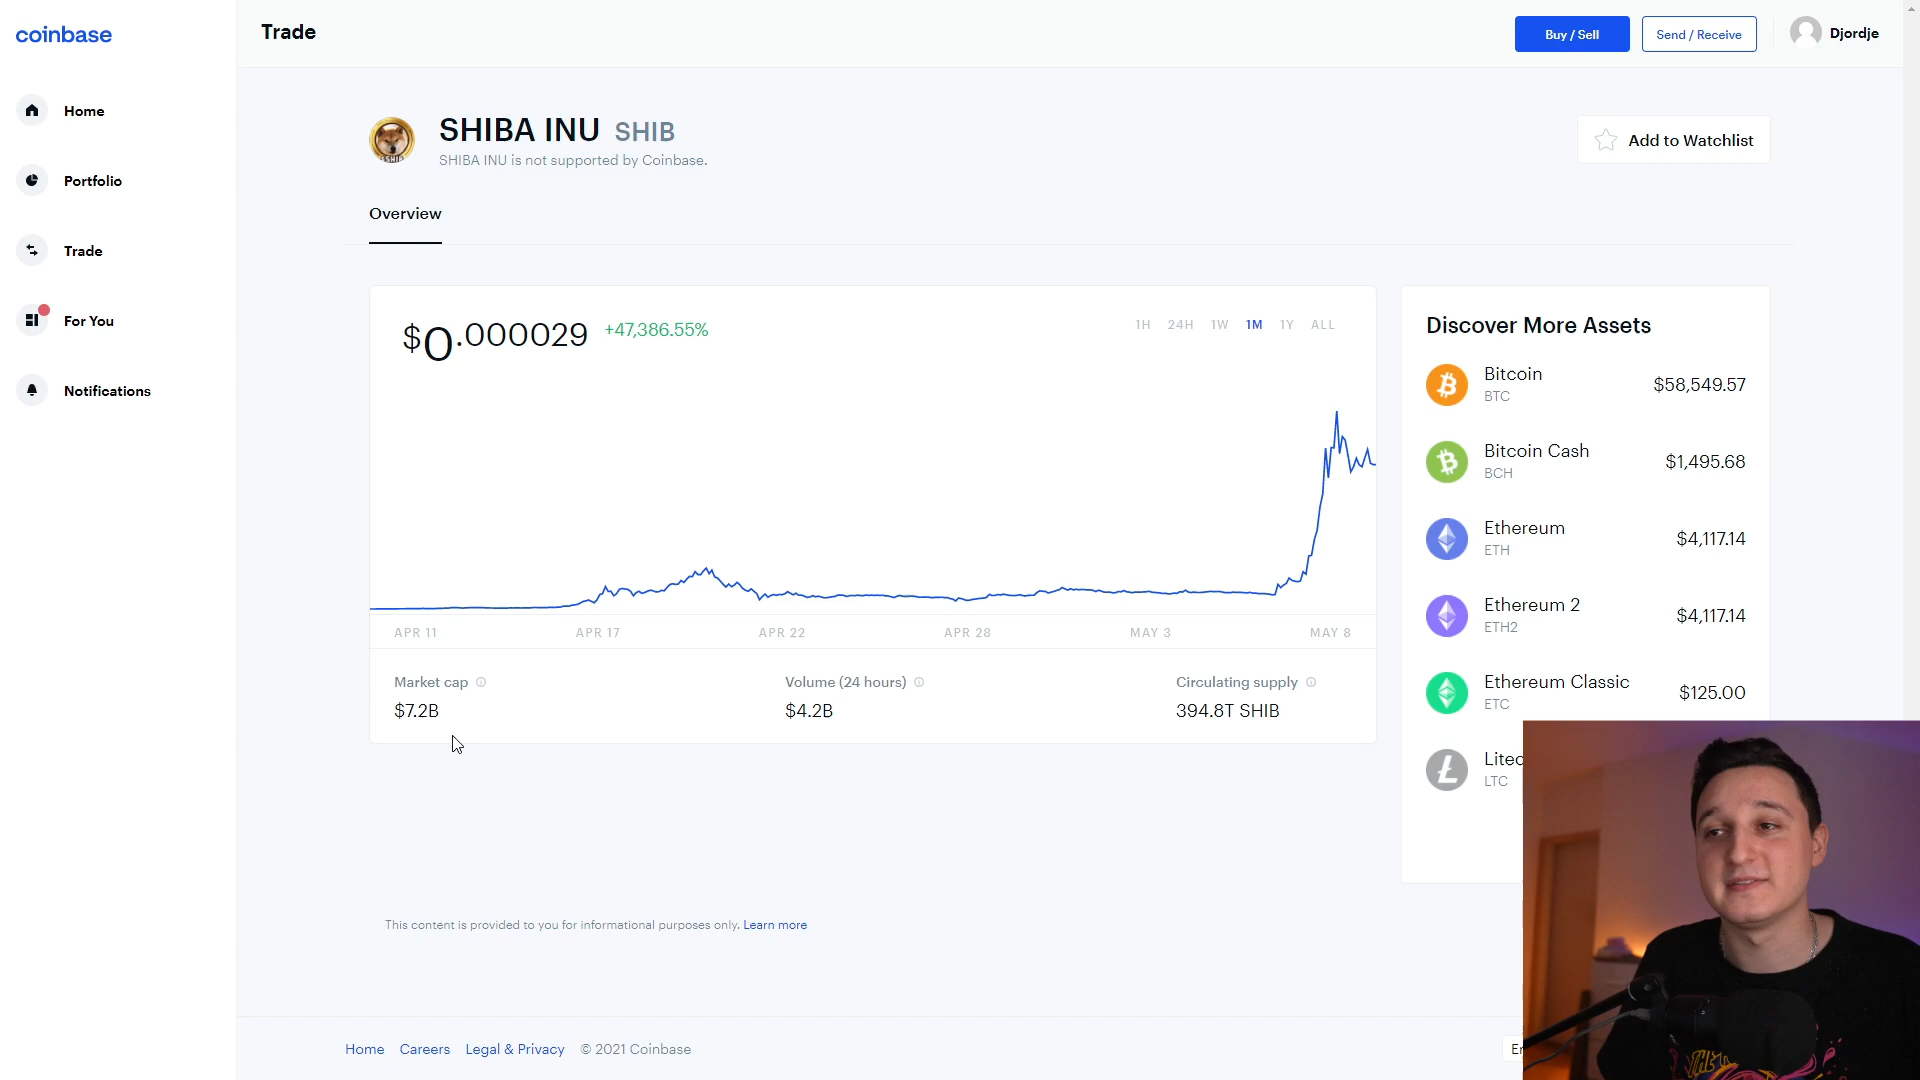 coinbase
Home
Portfolio
Trade
For You
Notifications
Trade
Buy / Sell
Send / Receive
Djordje
SHIBA INU SHIB
SHIBA INU is not supported by Coinbase.
Add to Watchlist
Overview
$0.000029 +47,386.55%
1H 24H 1W 1M 1Y ALL
APR 11 APR 17 APR 22 APR 28 MAY 3 MAY 8
Market cap
$7.2B
Volume (24 hours)
$4.2B
Circulating supply
394.8T SHIB
Discover More Assets
Bitcoin
BTC
$58,549.57
Bitcoin Cash
BCH
$1,495.68
Ethereum
ETH
$4,117.14
Ethereum 2
ETH2
$4,117.14
Ethereum Classic
ETC
$125.00
Litec
LTC
This content is provided to you for informational purposes only. Learn more
Home Careers Legal & Privacy © 2021 Coinbase
THE